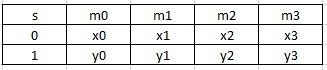 s m0 m1 m2 m3
0 x0 x1 x2 x3
1 y0 y1 y2 y3